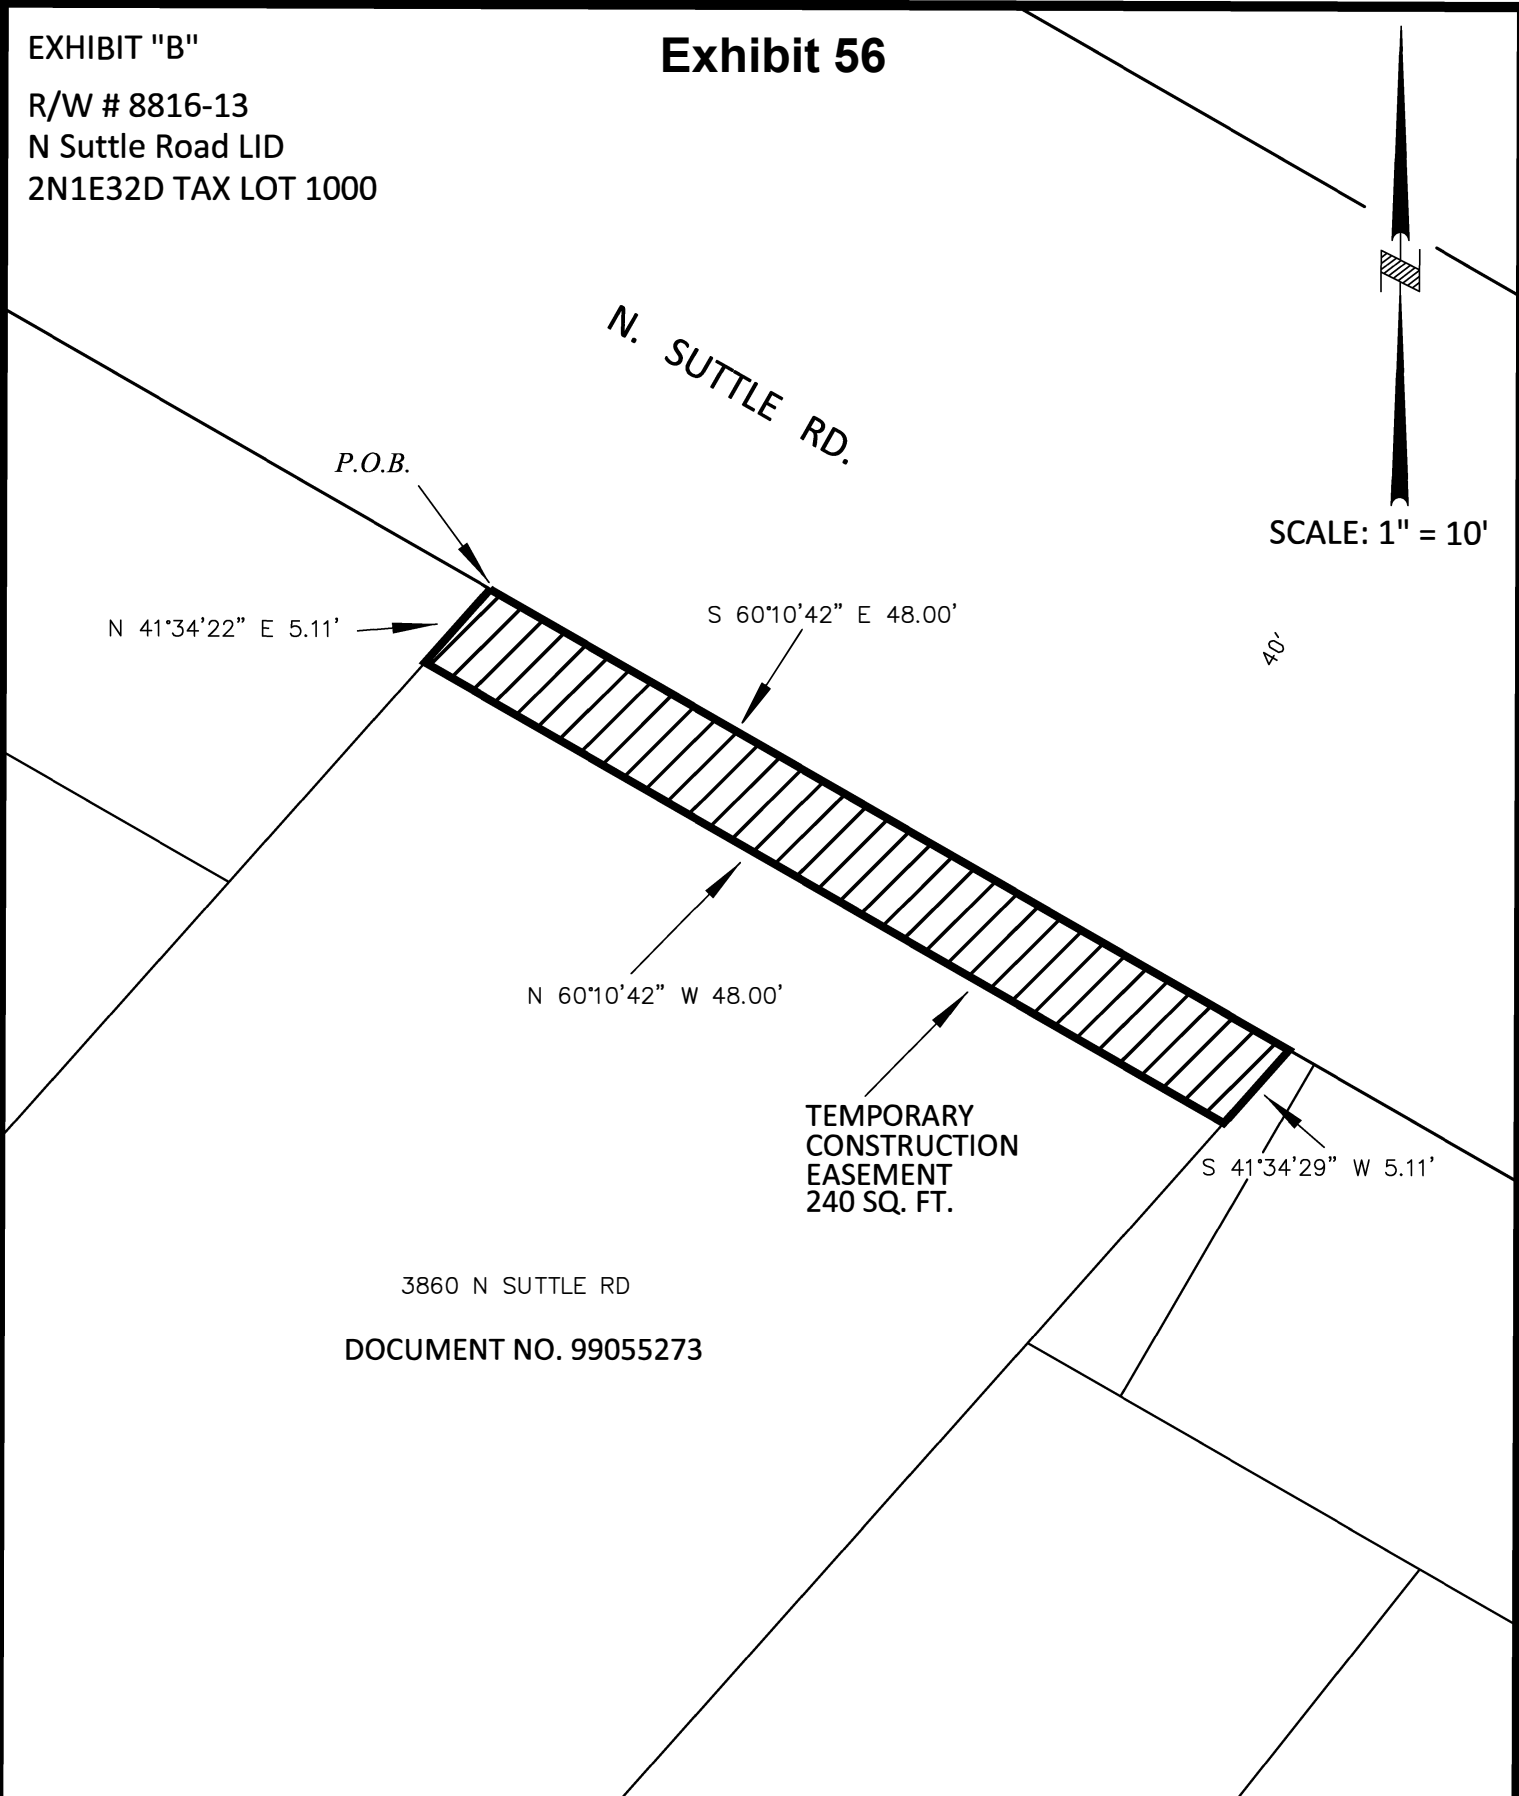 EXHIBIT "B"
Exhibit 56
R/W # 8816-13
N Suttle Road LID
2N1E32D TAX LOT 1000
N. SUTTLE RD.
P.O.B.
SCALE: 1" = 10'
N 41°34'22" E 5.11'
S 60°10'42" E 48.00'
40'
N 60°10'42" W 48.00'
TEMPORARY
CONSTRUCTION
EASEMENT
240 SQ. FT.
S 41°34'29" W 5.11'
3860 N SUTTLE RD
DOCUMENT NO. 99055273